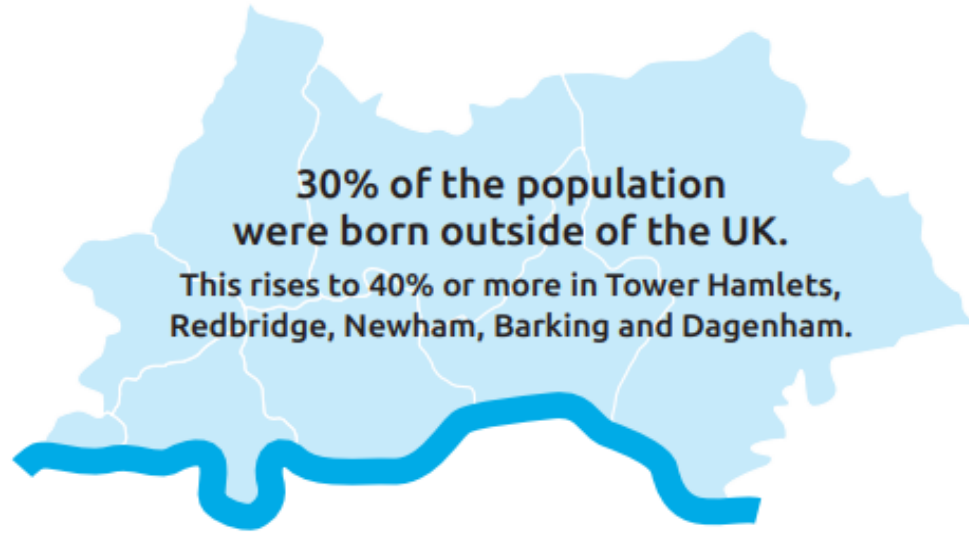 30% of the population
were born outside of the UK.
This rises to 40% or more in Tower Hamlets,
Redbridge, Newham, Barking and Dagenham.